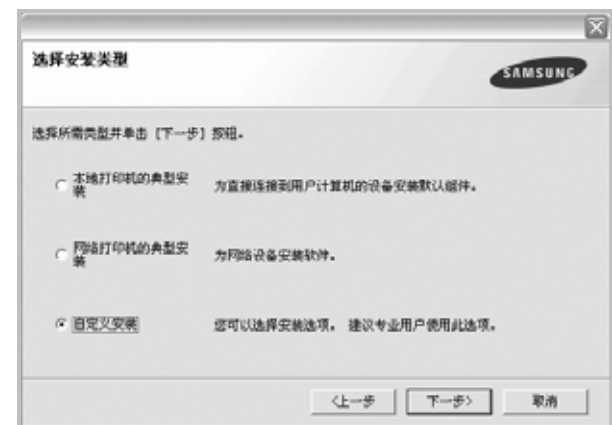 选择安装类型
SAMSUNG
选择所需类型并单击 [下一步] 按钮。
本地打印机的典型安
装
为直接连接到用户计算机的设备安装默认组件。
网络打印机的典型安
装
为网络设备安装软件。
自定义安装
您可以选择安装选项。 建议专业用户使用此选项。
<上一步
下一步>
取消